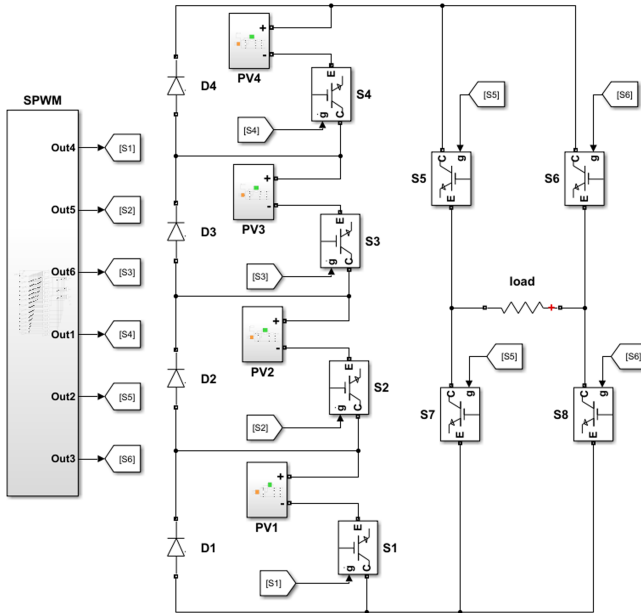 SPWM
Out4
[S1]
Out5
[S2]
Out6
[S3]
Out1
[S4]
Out2
[S5]
Out3
[S6]
D4
+
-
PV4
E
g
C
S4
[S4]
D3
+
-
PV3
E
g
C
S3
[S3]
D2
+
-
PV2
E
g
C
S2
[S2]
D1
+
-
PV1
E
g
C
S1
[S1]
[S5]
S5
C
g
E
[S6]
S6
C
g
E
load
+
[S5]
S7
C
g
E
[S6]
S8
C
g
E